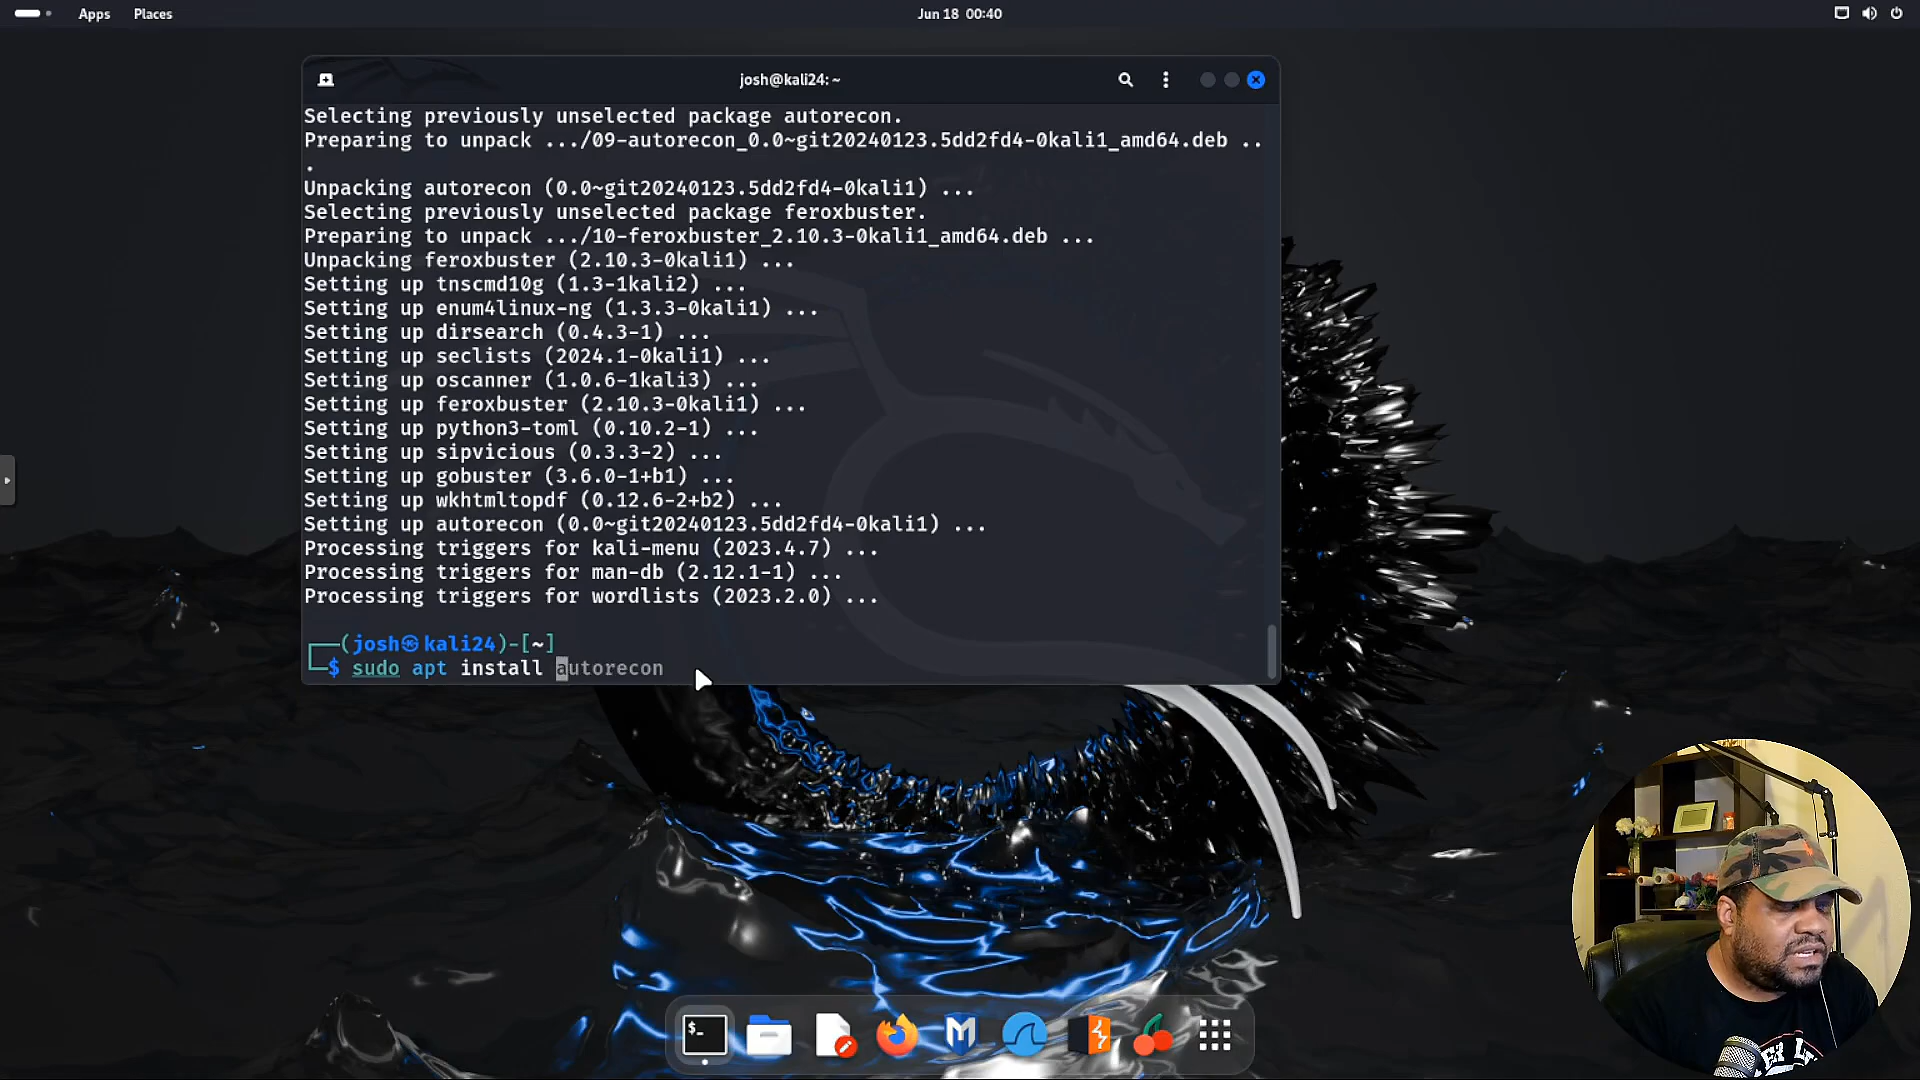 Apps Places Jun 18 00:40
josh@kali24: ~
Selecting previously unselected package autorecon.
Preparing to unpack .../09-autorecon_0.0~git20240123.5dd2fd4-0kali1_amd64.deb ..
.
Unpacking autorecon (0.0~git20240123.5dd2fd4-0kali1) ...
Selecting previously unselected package feroxbuster.
Preparing to unpack .../10-feroxbuster_2.10.3-0kali1_amd64.deb ...
Unpacking feroxbuster (2.10.3-0kali1) ...
Setting up tnscmd10g (1.3-1kali2) ...
Setting up enum4linux-ng (1.3.3-0kali1) ...
Setting up dirsearch (0.4.3-1) ...
Setting up seclists (2024.1-0kali1) ...
Setting up oscanner (1.0.6-1kali3) ...
Setting up feroxbuster (2.10.3-0kali1) ...
Setting up python3-toml (0.10.2-1) ...
Setting up sipvicious (0.3.3-2) ...
Setting up gobuster (3.6.0-1+b1) ...
Setting up wkhtmltopdf (0.12.6-2+b2) ...
Setting up autorecon (0.0~git20240123.5dd2fd4-0kali1) ...
Processing triggers for kali-menu (2023.4.7) ...
Processing triggers for man-db (2.12.1-1) ...
Processing triggers for wordlists (2023.2.0) ...
┌──(josh㉿kali24)-[~]
└─$ sudo apt install autorecon